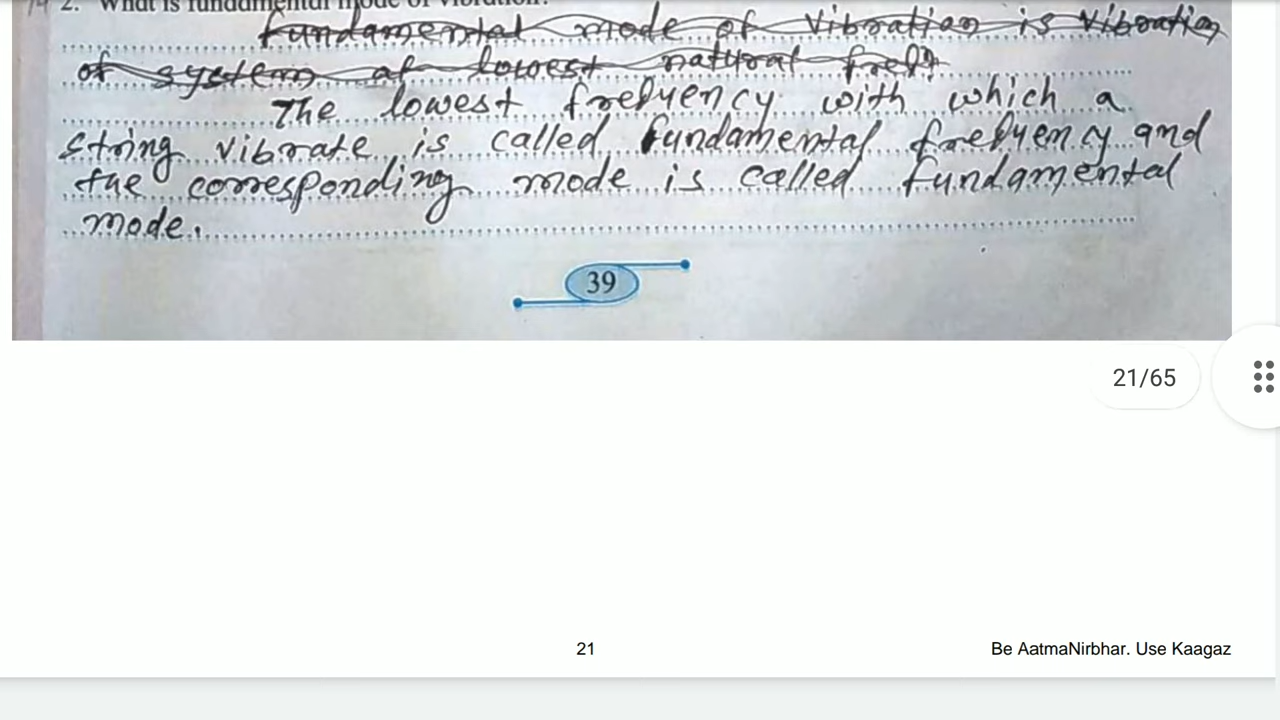 2. What is fundamental mode of vibration?
fundamental mode of vibration is vibration
of system at lowest natural
The lowest frequency with which a
string vibrate is called fundamental frequency and
the corresponding mode is called fundamental
mode.
39
21/65
21
Be AatmaNirbhar. Use Kaagaz